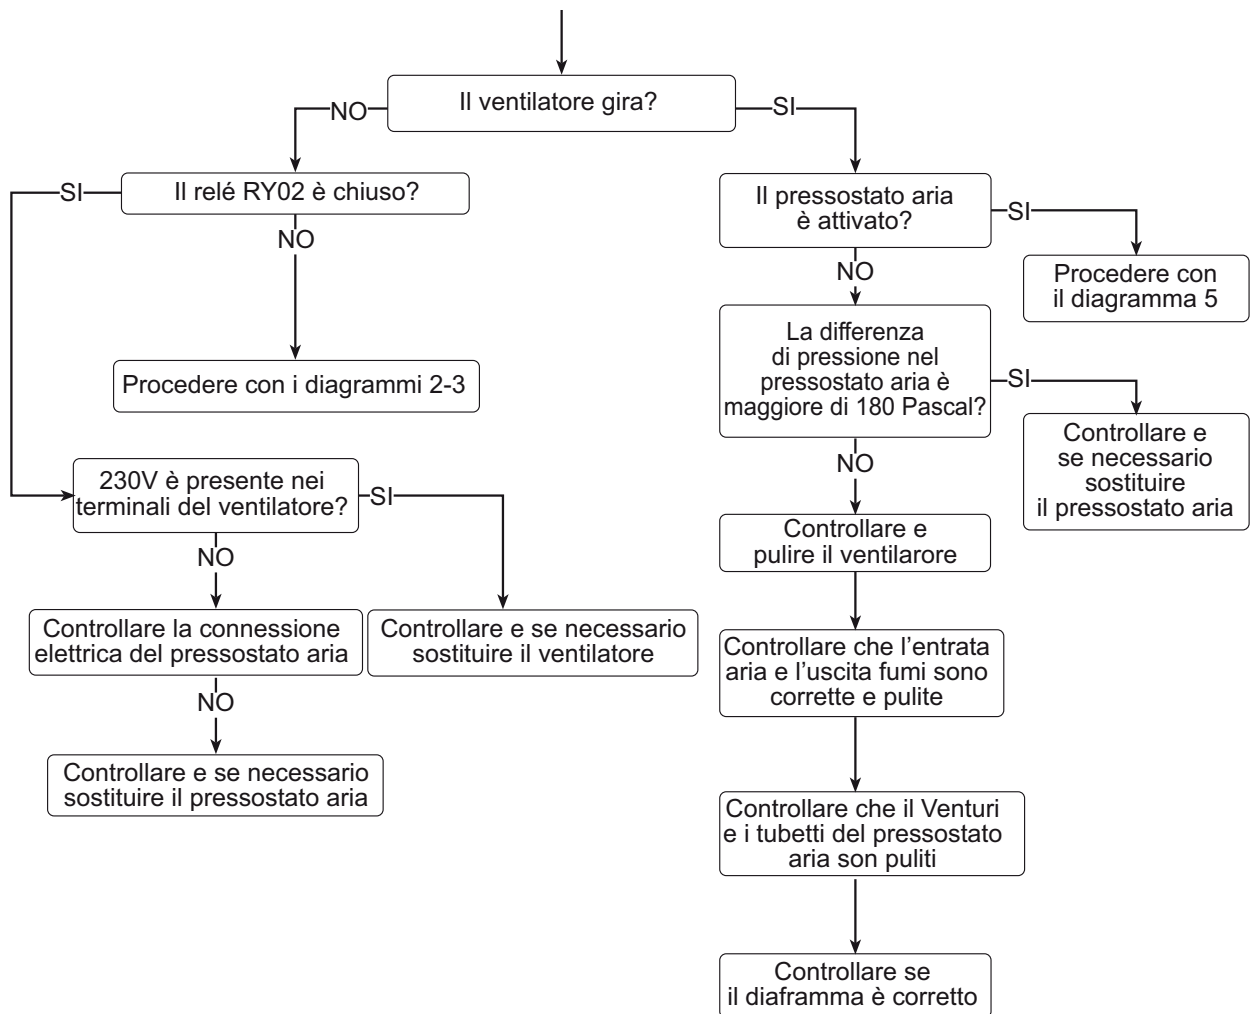 Il ventilatore gira?
NO
SI
Il relé RY02 è chiuso?
SI
NO
Procedere con i diagrammi 2-3
230V è presente nei
terminali del ventilatore?
SI
NO
Controllare la connessione
elettrica del pressostato aria
Controllare e se necessario
sostituire il ventilatore
NO
Controllare e se necessario
sostituire il pressostato aria
Il pressostato aria
è attivato?
SI
NO
Procedere con
il diagramma 5
La differenza
di pressione nel
pressostato aria è
maggiore di 180 Pascal?
SI
NO
Controllare e
se necessario
sostituire
il pressostato aria
Controllare e
pulire il ventilarore
Controllare che l’entrata
aria e l’uscita fumi sono
corrette e pulite
Controllare che il Venturi
e i tubetti del pressostato
aria son puliti
Controllare se
il diaframma è corretto